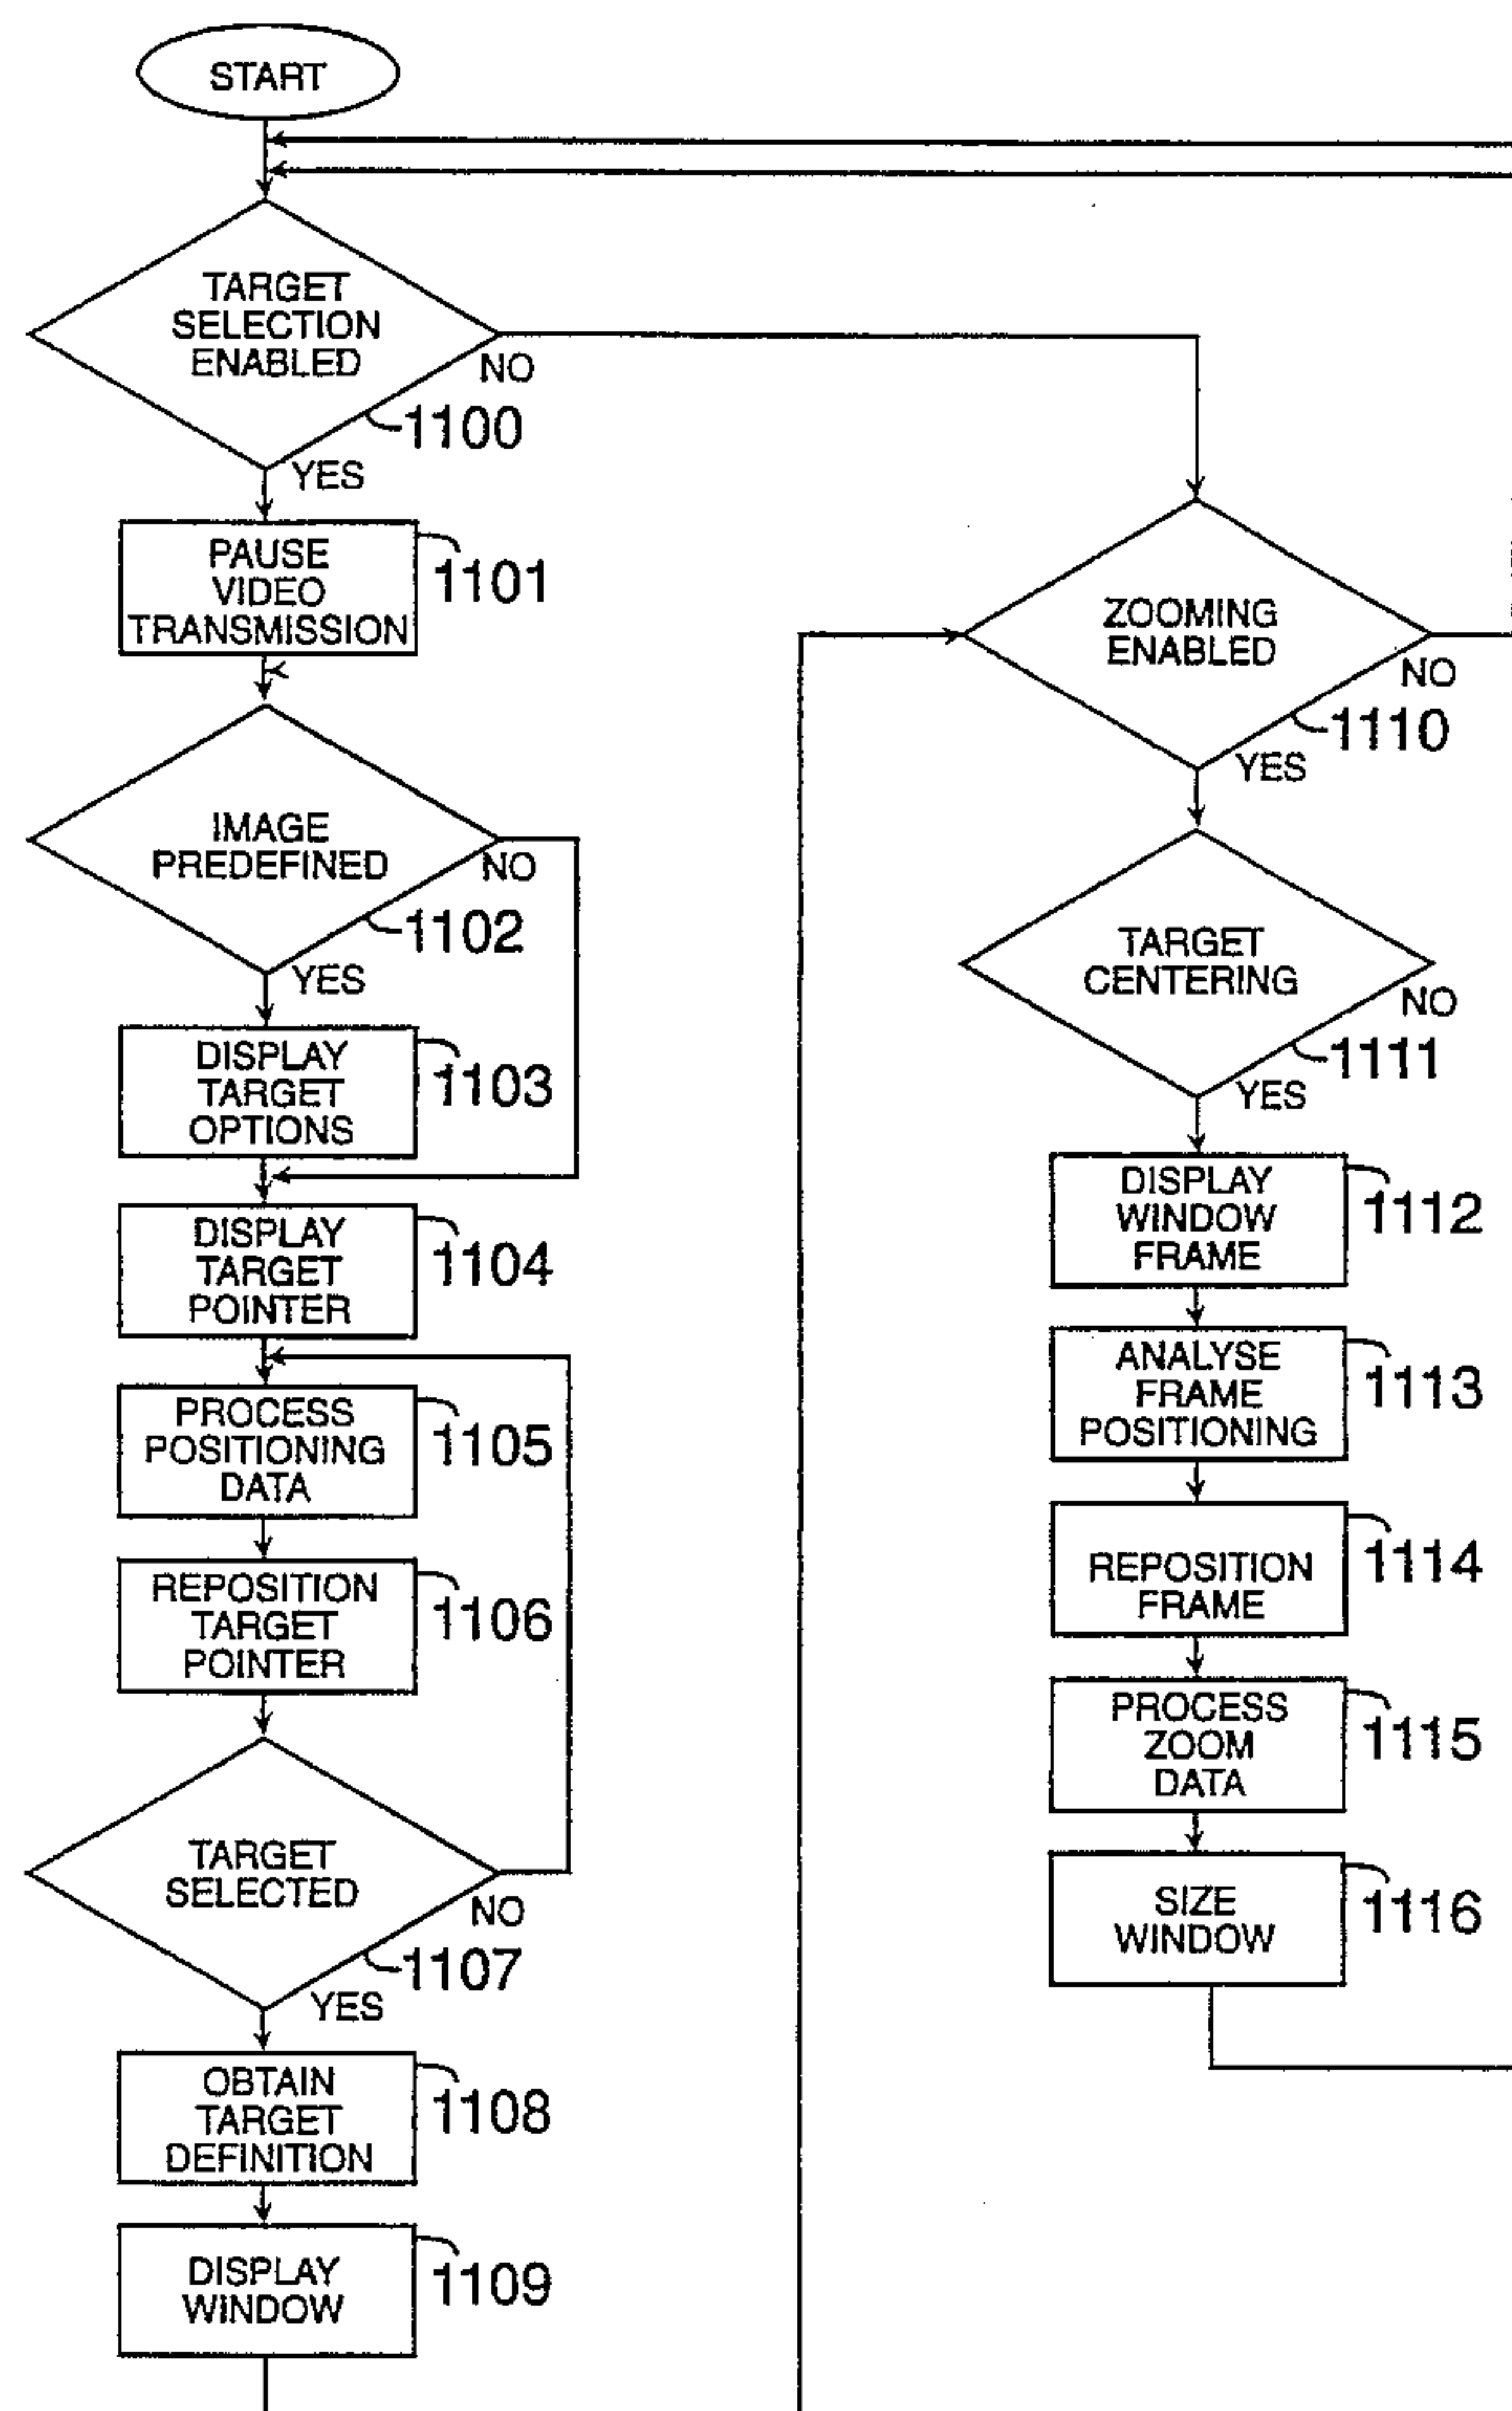 START
TARGET
SELECTION
ENABLED
NO
1100
YES
PAUSE
VIDEO
TRANSMISSION
1101
IMAGE
PREDEFINED
NO
1102
YES
DISPLAY
TARGET
OPTIONS
1103
DISPLAY
TARGET
POINTER
1104
PROCESS
POSITIONING
DATA
1105
REPOSITION
TARGET
POINTER
1106
TARGET
SELECTED
NO
1107
YES
OBTAIN
TARGET
DEFINITION
1108
DISPLAY
WINDOW
1109
ZOOMING
ENABLED
NO
1110
YES
TARGET
CENTERING
NO
1111
YES
DISPLAY
WINDOW
FRAME
1112
ANALYSE
FRAME
POSITIONING
1113
REPOSITION
FRAME
1114
PROCESS
ZOOM
DATA
1115
SIZE
WINDOW
1116